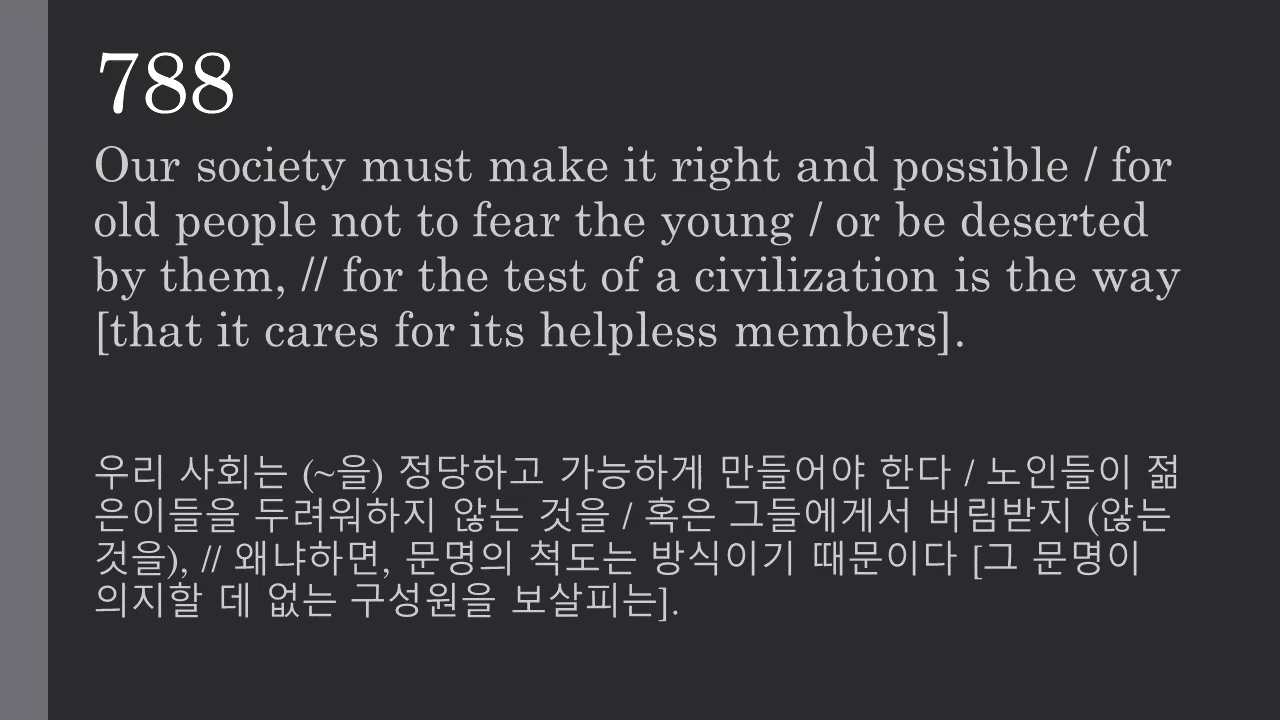 788
Our society must make it right and possible / for
old people not to fear the young / or be deserted
by them, // for the test of a civilization is the way
[that it cares for its helpless members].
우리 사회는 (~을) 정당하고 가능하게 만들어야 한다 / 노인들이 젊
은이들을 두려워하지 않는 것을 / 혹은 그들에게서 버림받지 (않는
것을), // 왜냐하면, 문명의 척도는 방식이기 때문이다 [그 문명이
의지할 데 없는 구성원을 보살피는].